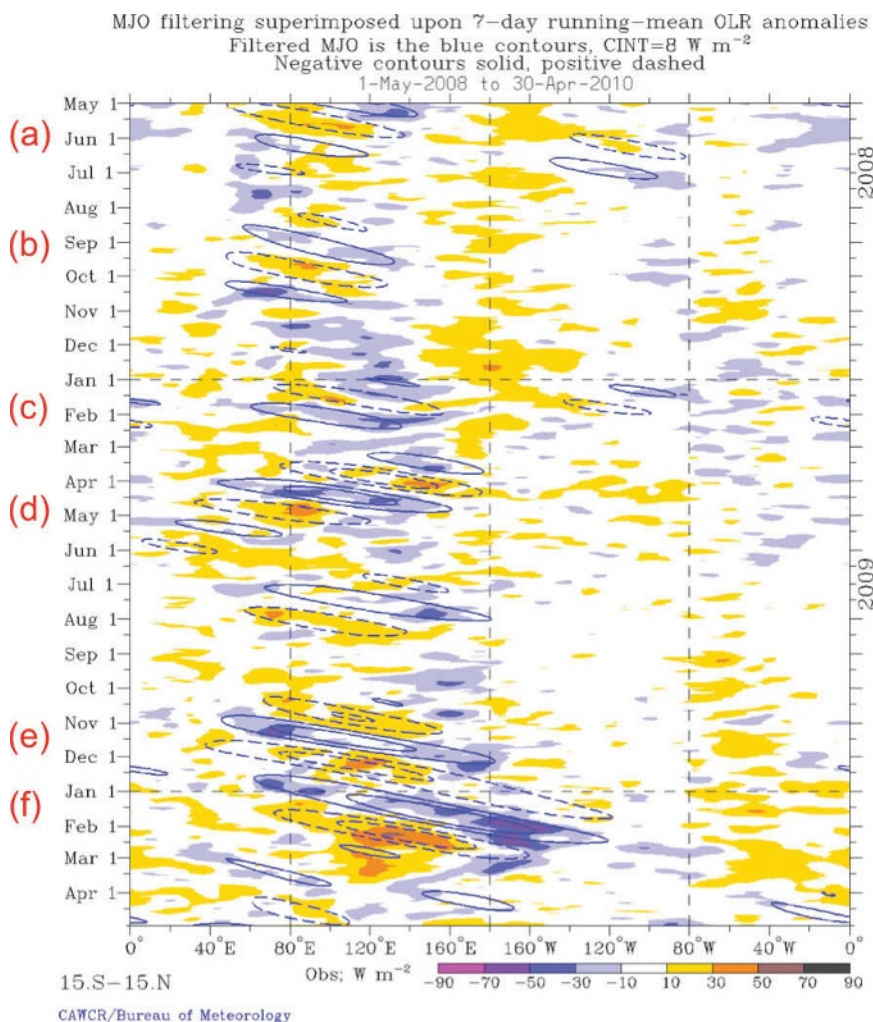 MJO filtering superimposed upon 7-day running-mean OLR anomalies
Filtered MJO is the blue contours, CINT=8 W m⁻²
Negative contours solid, positive dashed
1-May-2008 to 30-Apr-2010
May 1
(a)
Jun 1
Jul 1
2008
Aug 1
(b)
Sep 1
Oct 1
Nov 1
Dec 1
Jan 1
(c)
Feb 1
Mar 1
Apr 1
(d)
May 1
Jun 1
Jul 1
2009
Aug 1
Sep 1
Oct 1
(e)
Nov 1
Dec 1
Jan 1
(f)
Feb 1
Mar 1
Apr 1
0° 40°E 80°E 120°E 160°E 160°W 120°W 80°W 40°W 0°
Obs; W m⁻²
-90 -70 -50 -30 -10 10 30 50 70 90
15.S-15.N
CAWCR/Bureau of Meteorology